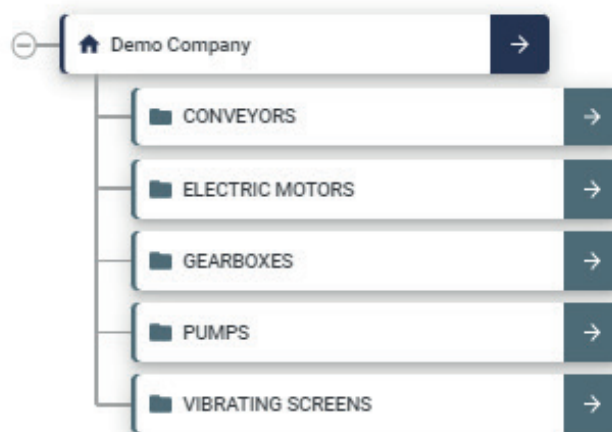 Demo Company
CONVEYORS
ELECTRIC MOTORS
GEARBOXES
PUMPS
VIBRATING SCREENS